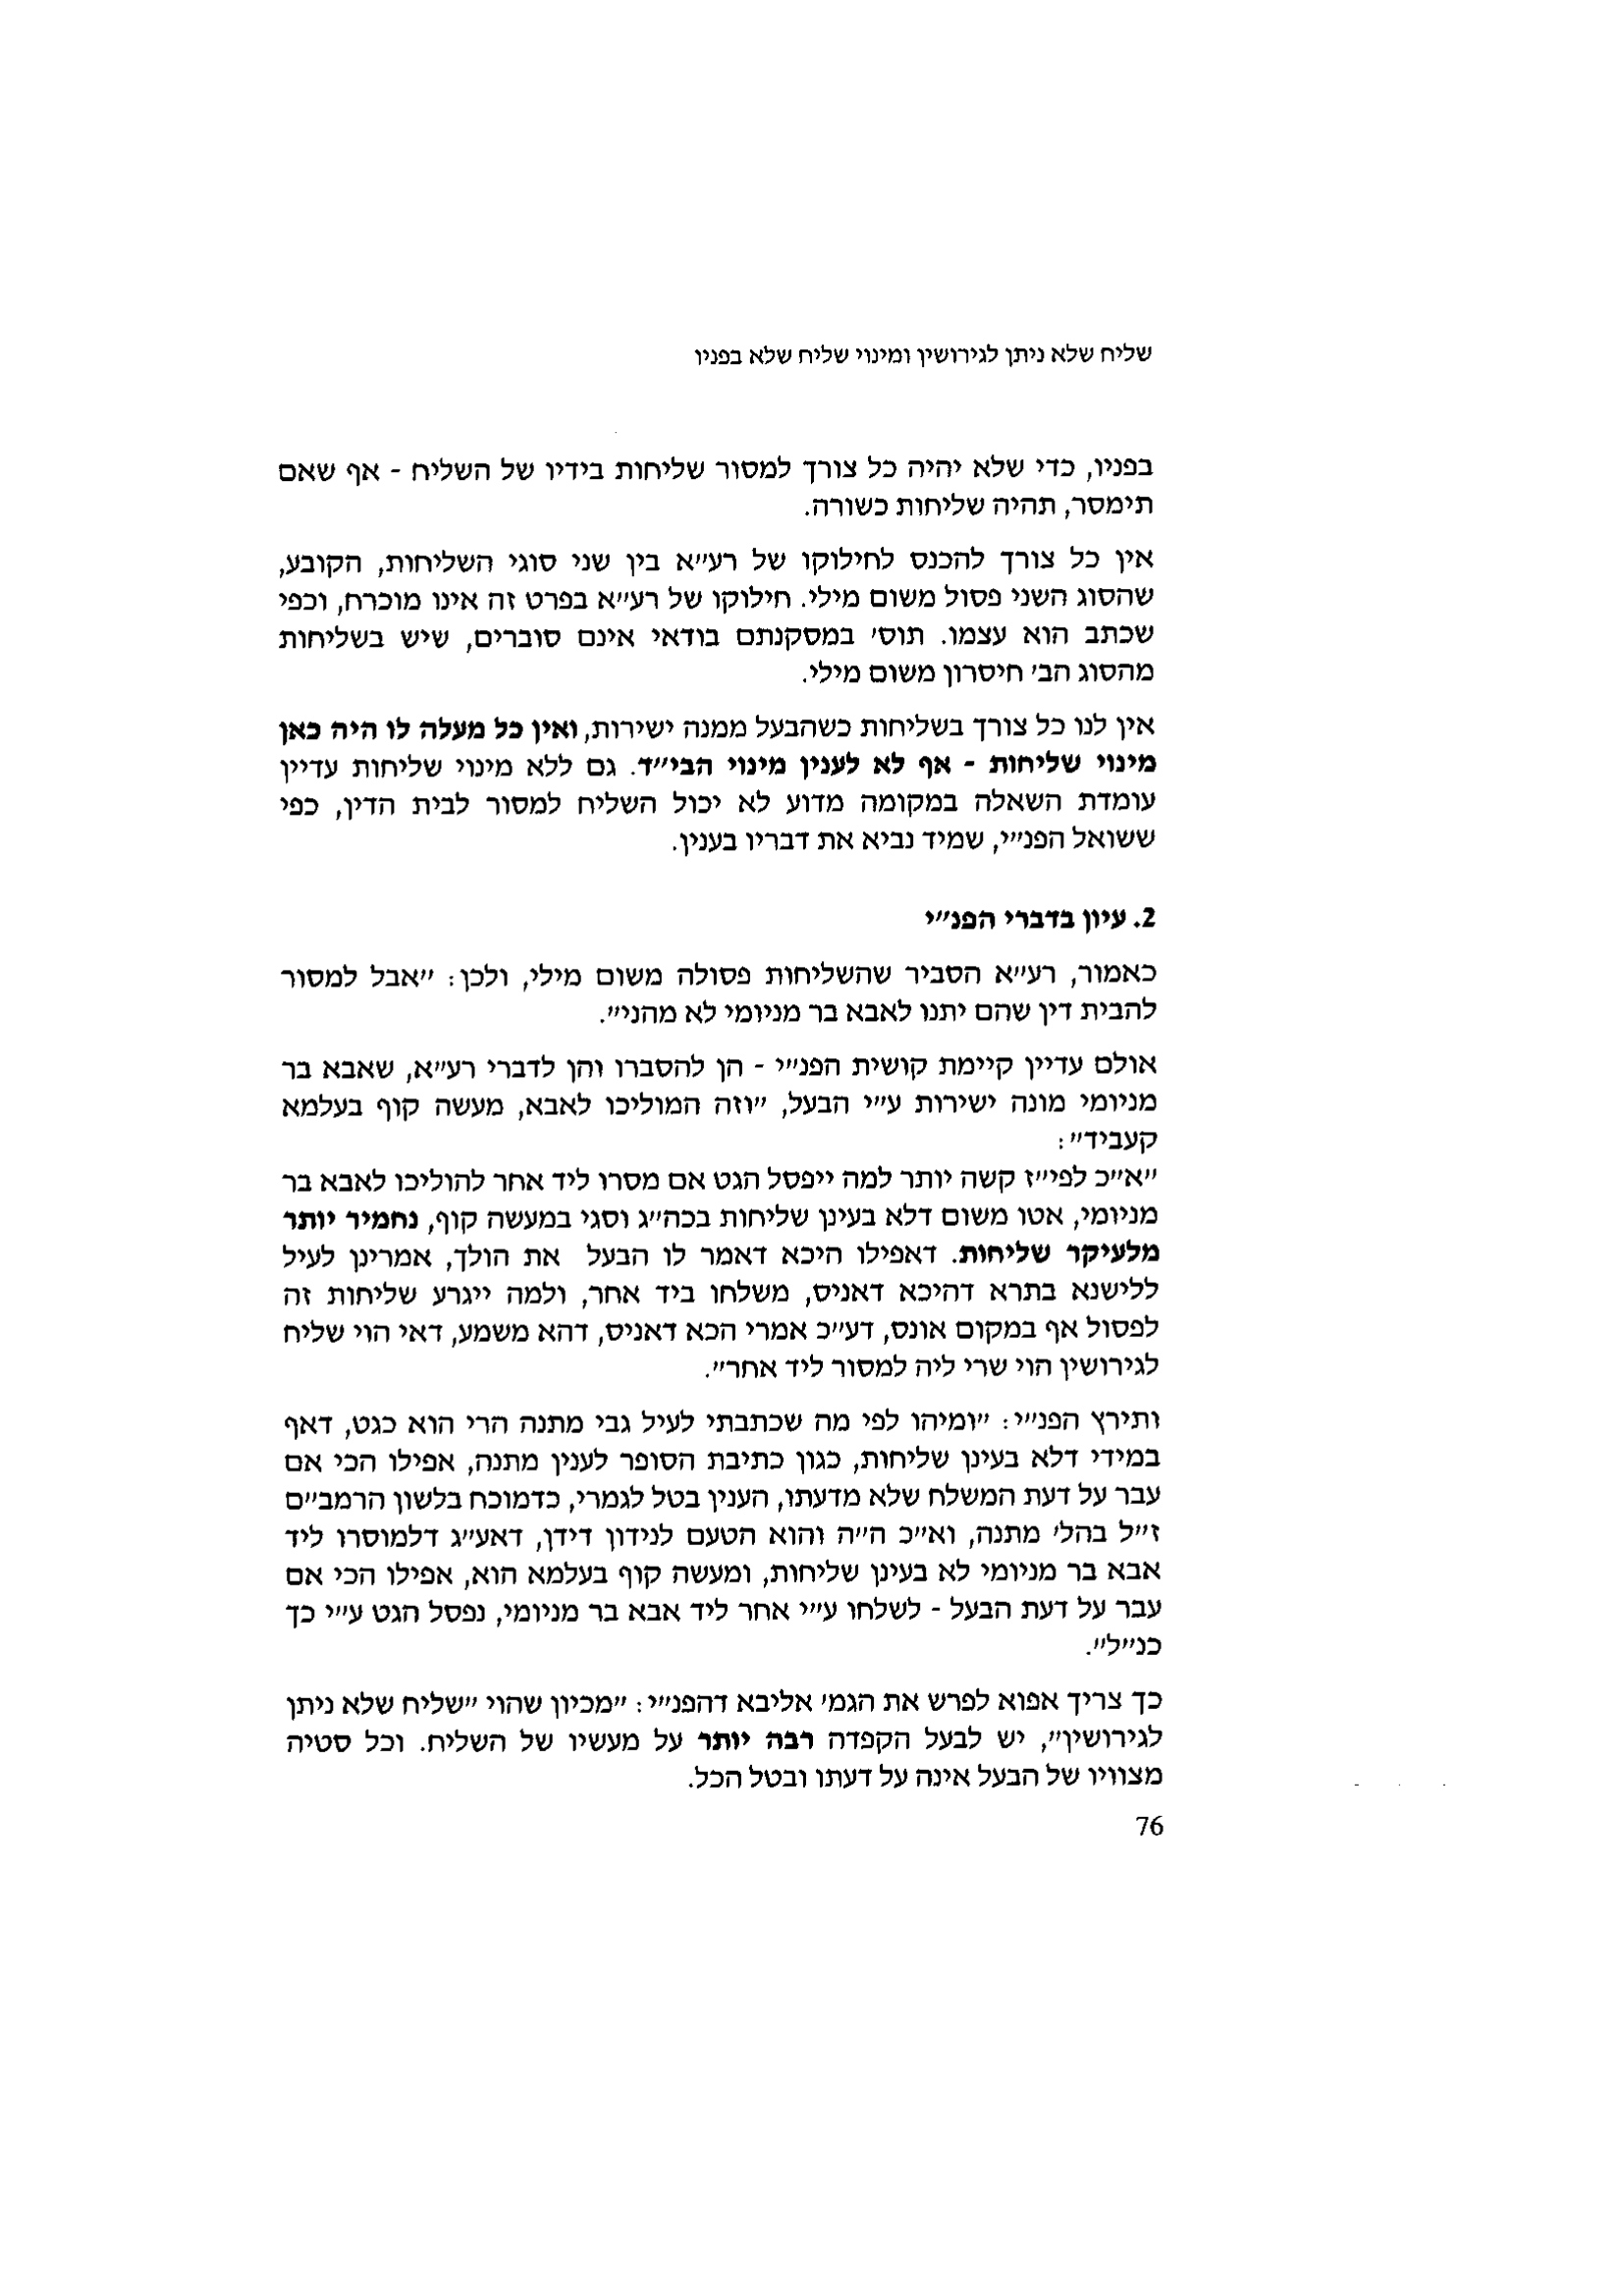 שליח שלא ניתן לגירושין ומינוי שליח שלא בפניו
בפניו, כדי שלא יהיה כל צורך למסור שליחות בידיו של השליח - אף שאם
תימסר, תהיה שליחות כשורה.
אין כל צורך להכנס לחילוקו של רע״א בין שני סוגי השליחות, הקובע,
שהסוג השני פסול משום מילי. חילוקו של רע״א בפרט זה אינו מוכרח, וכפי
שכתב הוא עצמו. תוס׳ במסקנתם בודאי אינם סוברים, שיש בשליחות
מהסוג הב׳ חיסרון משום מילי.
אין לנו כל צורך בשליחות כשהבעל ממנה ישירות, ואין כל מעלה לו היה כאן
מינוי שליחות - אף לא לענין מינוי הבי״ד. גם ללא מינוי שליחות עדיין
עומדת השאלה במקומה מדוע לא יכול השליח למסור לבית הדין, כפי
ששואל הפנ״י, שמיד נביא את דבריו בענין.
2. עיון בדברי הפנ״י
כאמור, רע״א הסביר שהשליחות פסולה משום מילי, ולכן: ״אבל למסור
להבית דין שהם יתנו לאבא בר מניומי לא מהני״.
אולם עדיין קיימת קושית הפנ״י - הן להסברו והן לדברי רע״א, שאבא בר
מניומי מונה ישירות ע״י הבעל, ״וזה המוליכו לאבא, מעשה קוף בעלמא
קעביד״:
״א״כ לפי״ז קשה יותר למה ייפסל הגט אם מסרו ליד אחר להוליכו לאבא בר
מניומי, אטו משום דלא בעינן שליחות בכה״ג וסגי במעשה קוף, נחמיר יותר
מלעיקר שליחות. דאפילו היכא דאמר לו הבעל את הולך, אמרינן לעיל
ללישנא בתרא דהיכא דאניס, משלחו ביד אחר, ולמה ייגרע שליחות זה
לפסול אף במקום אונס, דע״כ אמרי הכא דאניס, דהא משמע, דאי הוי שליח
לגירושין הוי שרי ליה למסור ליד אחר״.
ותירץ הפנ״י: ״ומיהו לפי מה שכתבתי לעיל גבי מתנה הרי הוא כגט, דאף
במידי דלא בעינן שליחות, כגון כתיבת הסופר לענין מתנה, אפילו הכי אם
עבר על דעת המשלח שלא מדעתו, הענין בטל לגמרי, כדמוכח בלשון הרמב״ם
ז״ל בהל׳ מתנה, וא״כ ה״ה והוא הטעם לנידון דידן, דאע״ג דלמוסרו ליד
אבא בר מניומי לא בעינן שליחות, ומעשה קוף בעלמא הוא, אפילו הכי אם
עבר על דעת הבעל - לשלחו ע״י אחר ליד אבא בר מניומי, נפסל הגט ע״י כך
כנ״ל״.
כך צריך אפוא לפרש את הגמ׳ אליבא דהפנ״י: ״מכיון שהוי ״שליח שלא ניתן
לגירושין״, יש לבעל הקפדה רבה יותר על מעשיו של השליח. וכל סטיה
מצוויו של הבעל אינה על דעתו ובטל הכל.
76